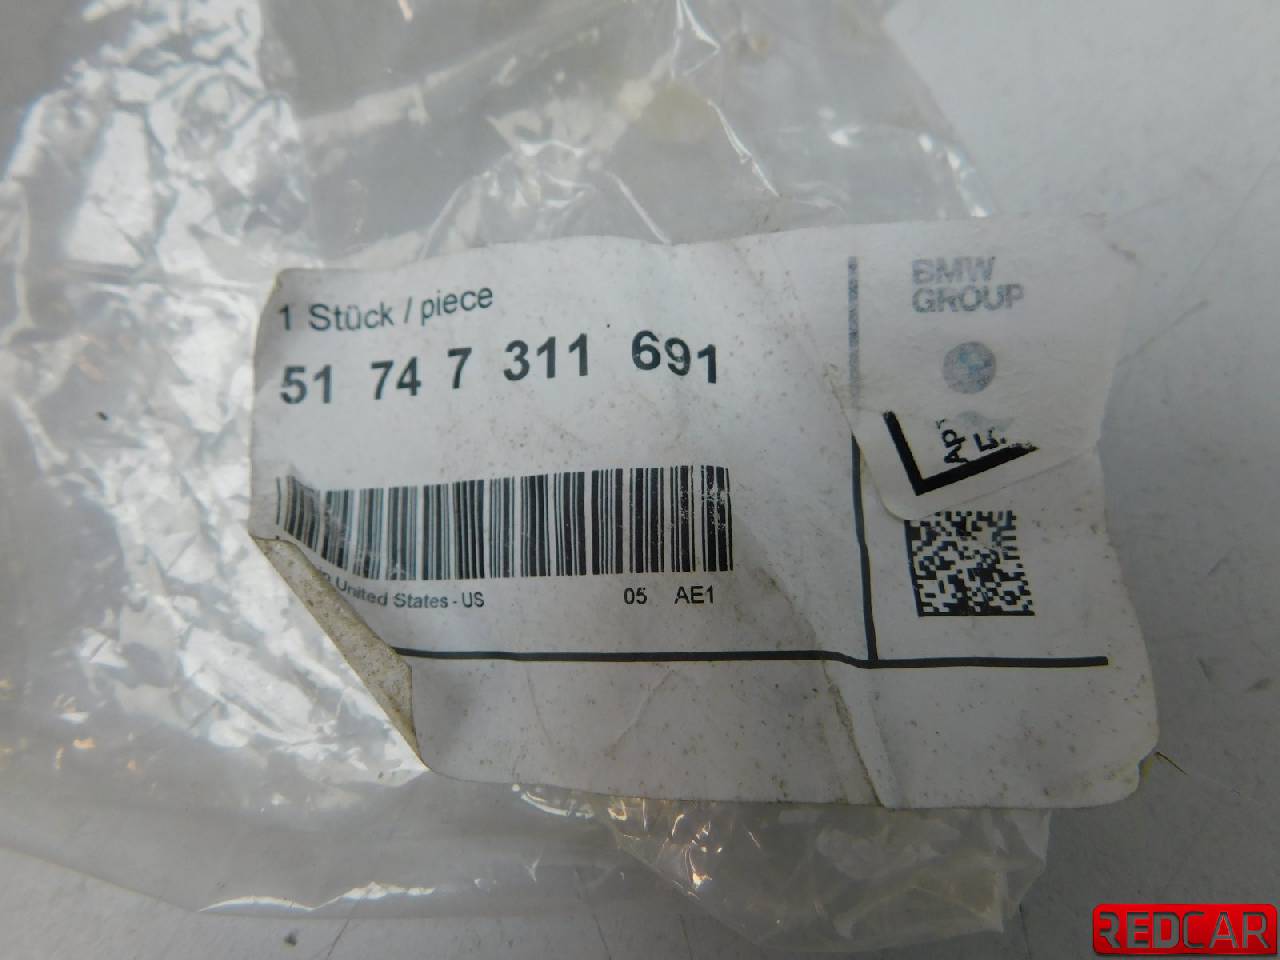 1 Stück / piece
51 74 7 311 691
United States - US
05 AE1
BMW
GROUP
REDCAR